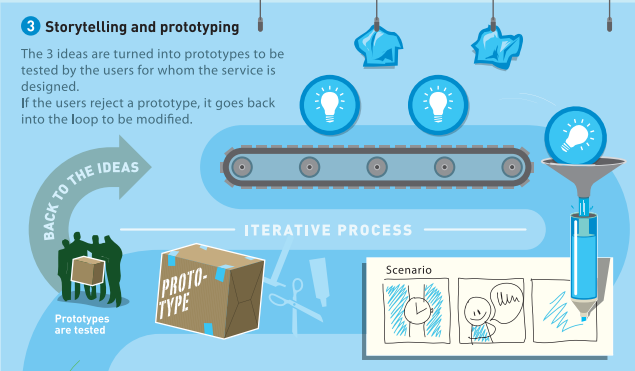 3 Storytelling and prototyping
The 3 ideas are turned into prototypes to be
tested by the users for whom the service is
designed.
If the users reject a prototype, it goes back
into the loop to be modified.
BACK TO THE IDEAS
ITERATIVE PROCESS
PROTO-
TYPE
Prototypes
are tested
Scenario